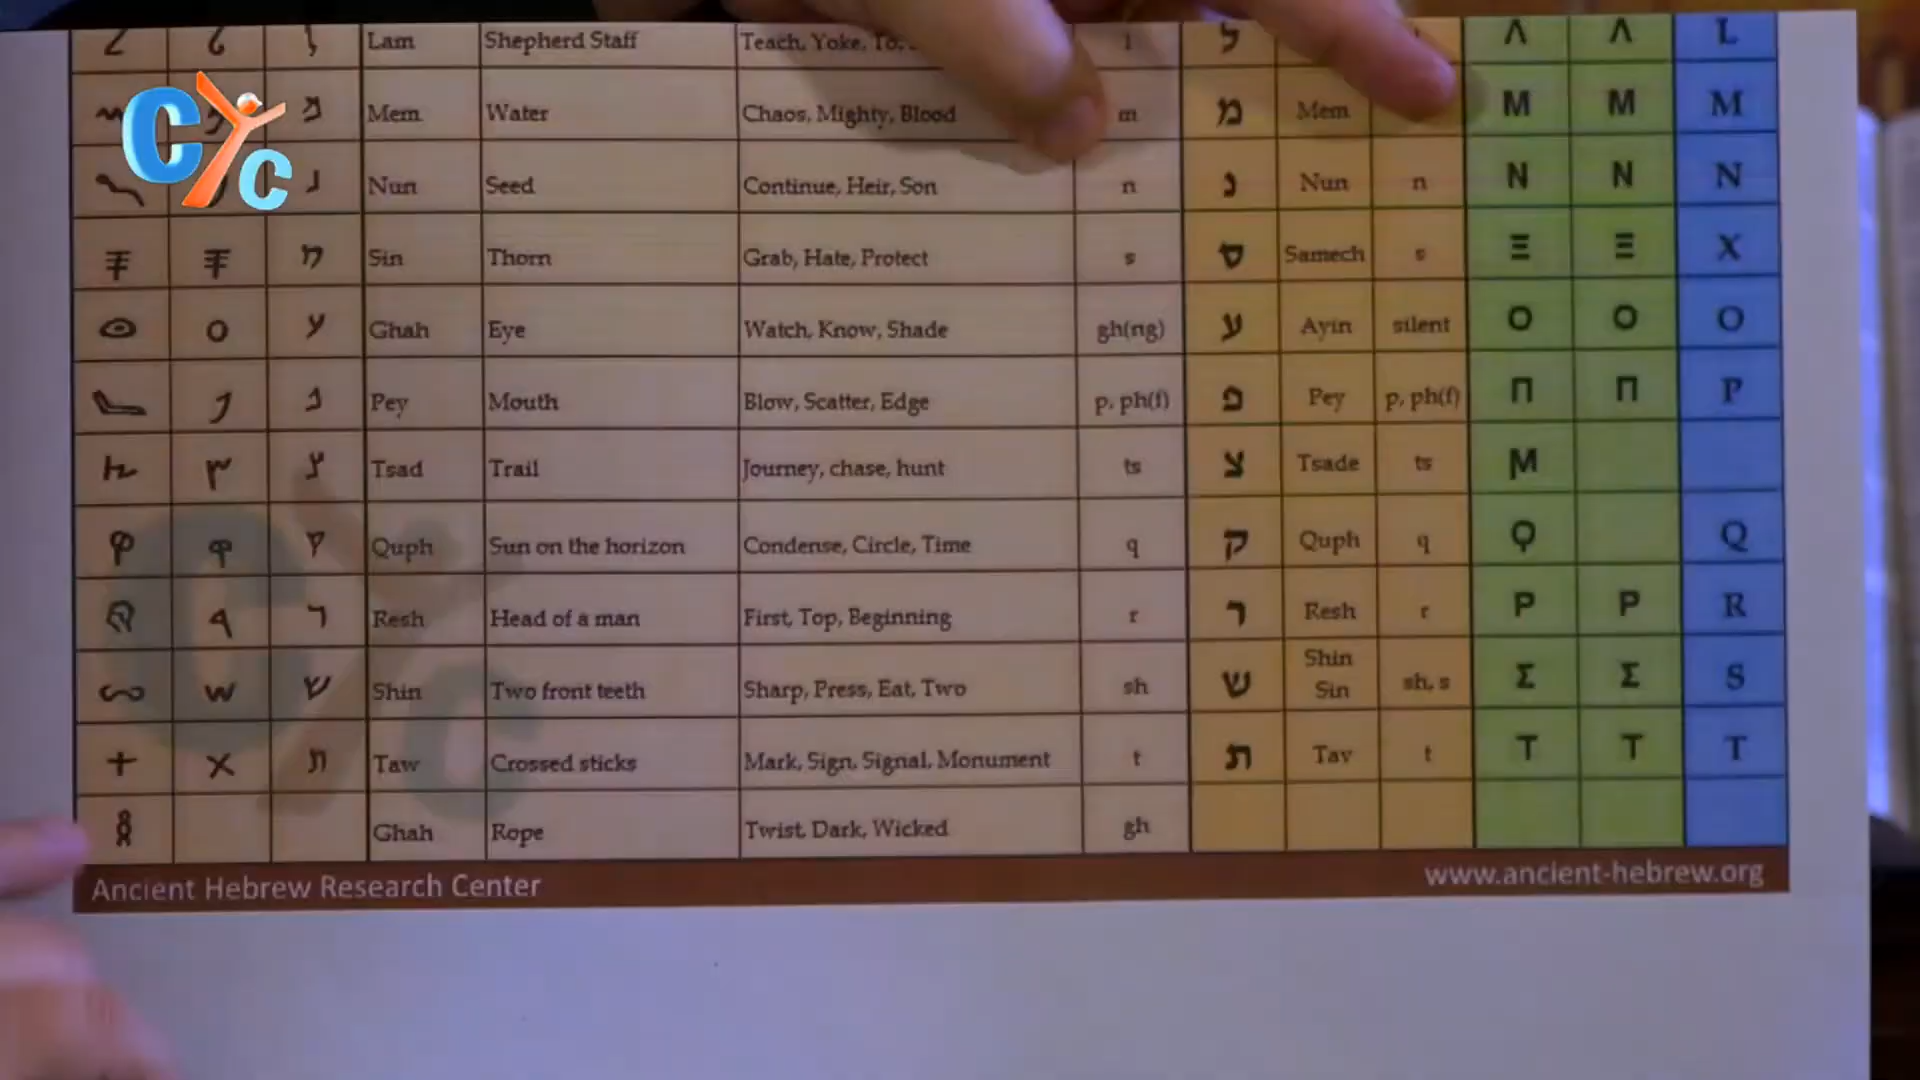 Lam Shepherd Staff Teach, Yoke, To, l ל Λ Λ L
Mem Water Chaos, Mighty, Blood m מ Mem M M M
Nun Seed Continue, Heir, Son n נ Nun n N N N
Sin Thorn Grab, Hate, Protect s ס Samech s Ξ Ξ X
Ghah Eye Watch, Know, Shade gh(ng) ע Ayin silent O O O
Pey Mouth Blow, Scatter, Edge p, ph(f) פ Pey p, ph(f) Π Π P
Tsad Trail Journey, chase, hunt ts צ Tsade ts Μ
Quph Sun on the horizon Condense, Circle, Time q ק Quph q Ϙ Q
Resh Head of a man First, Top, Beginning r ר Resh r P P R
Shin Two front teeth Sharp, Press, Eat, Two sh ש Shin Sin sh, s Σ Σ S
Taw Crossed sticks Mark, Sign, Signal, Monument t ת Tav t T T T
Ghah Rope Twist, Dark, Wicked gh
Ancient Hebrew Research Center www.ancient-hebrew.org
CYC